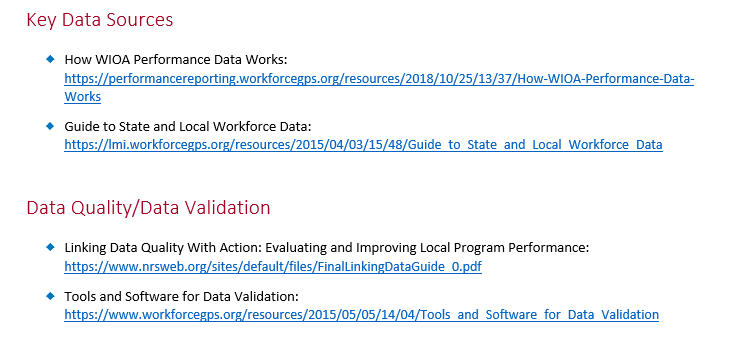 Key Data Sources
How WIOA Performance Data Works:
https://performancereporting.workforcegps.org/resources/2018/10/25/13/37/How-WIOA-Performance-Data-
Works
Guide to State and Local Workforce Data:
https://lmi.workforcegps.org/resources/2015/04/03/15/48/Guide_to_State_and_Local_Workforce_Data
Data Quality/Data Validation
Linking Data Quality With Action: Evaluating and Improving Local Program Performance:
https://www.nrsweb.org/sites/default/files/FinalLinkingDataGuide_0.pdf
Tools and Software for Data Validation:
https://www.workforcegps.org/resources/2015/05/05/14/04/Tools_and_Software_for_Data_Validation